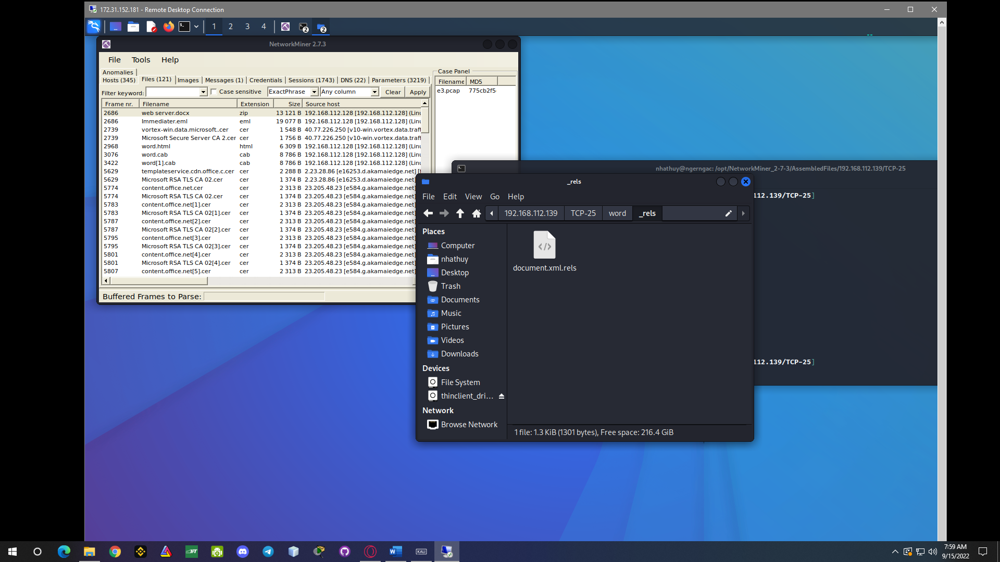 172.31.152.181 - Remote Desktop Connection
1 2 3 4 2 2
NetworkMiner 2.7.3
File Tools Help
Anomalies
Hosts (345) Files (121) Images Messages (1) Credentials Sessions (1743) DNS (22) Parameters (3219)
Filter keyword: Case sensitive ExactPhrase Any column Clear Apply
Frame nr. Filename Extension Size Source host
2686 web server.docx zip 13 121 B 192.168.112.128 [192.168.112.128] (Linu
2686 Immediater.eml eml 19 077 B 192.168.112.128 [192.168.112.128] (Linu
2739 vortex-win.data.microsoft..cer cer 1 548 B 40.77.226.250 [v10-win.vortex.data.traff
2739 Microsoft Secure Server CA 2.cer cer 1 756 B 40.77.226.250 [v10-win.vortex.data.traff
2968 word.html html 6 309 B 192.168.112.128 [192.168.112.128] (Linu
3076 word.cab cab 8 786 B 192.168.112.128 [192.168.112.128] (Linu
3422 word[1].cab cab 8 786 B 192.168.112.128 [192.168.112.128] (Linu
5629 templateservice.cdn.office.c.cer cer 2 288 B 2.23.28.86 [e16253.d.akamaiedge.net] [t
5629 Microsoft RSA TLS CA 02.cer cer 1 374 B 2.23.28.86 [e16253.d.akamaiedge.net]
5774 content.office.net.cer cer 2 313 B 23.205.48.23 [e584.g.akamaiedge.net]
5774 Microsoft RSA TLS CA 02.cer cer 1 374 B 23.205.48.23 [e584.g.akamaiedge.net]
5783 content.office.net[1].cer cer 2 313 B 23.205.48.23 [e584.g.akamaiedge.net]
5783 Microsoft RSA TLS CA 02[1].cer cer 1 374 B 23.205.48.23 [e584.g.akamaiedge.net]
5787 content.office.net[2].cer cer 2 313 B 23.205.48.23 [e584.g.akamaiedge.net]
5787 Microsoft RSA TLS CA 02[2].cer cer 1 374 B 23.205.48.23 [e584.g.akamaiedge.net]
5795 content.office.net[3].cer cer 2 313 B 23.205.48.23 [e584.g.akamaiedge.net]
5795 Microsoft RSA TLS CA 02[3].cer cer 1 374 B 23.205.48.23 [e584.g.akamaiedge.net]
5801 content.office.net[4].cer cer 2 313 B 23.205.48.23 [e584.g.akamaiedge.net]
5801 Microsoft RSA TLS CA 02[4].cer cer 1 374 B 23.205.48.23 [e584.g.akamaiedge.net]
5807 content.office.net[5].cer cer 2 313 B 23.205.48.23 [e584.g.akamaiedge.net]
Buffered Frames to Parse:
Case Panel
Filename MD5
e3.pcap 775cb2f5
nhathuy@ngerngac: /opt/NetworkMiner_2-7-3/AssembledFiles/192.168.112.139/TCP-25
112.139/TCP-25]
112.139/TCP-25]
_rels
File Edit View Go Help
192.168.112.139 TCP-25 word _rels
Places
Computer
nhathuy
Desktop
Trash
Documents
Music
Pictures
Videos
Downloads
Devices
File System
thinclient_dri...
Network
Browse Network
document.xml.rels
1 file: 1.3 KiB (1301 bytes), Free space: 216.4 GiB
JFT
KALI
7:59 AM
9/15/2022